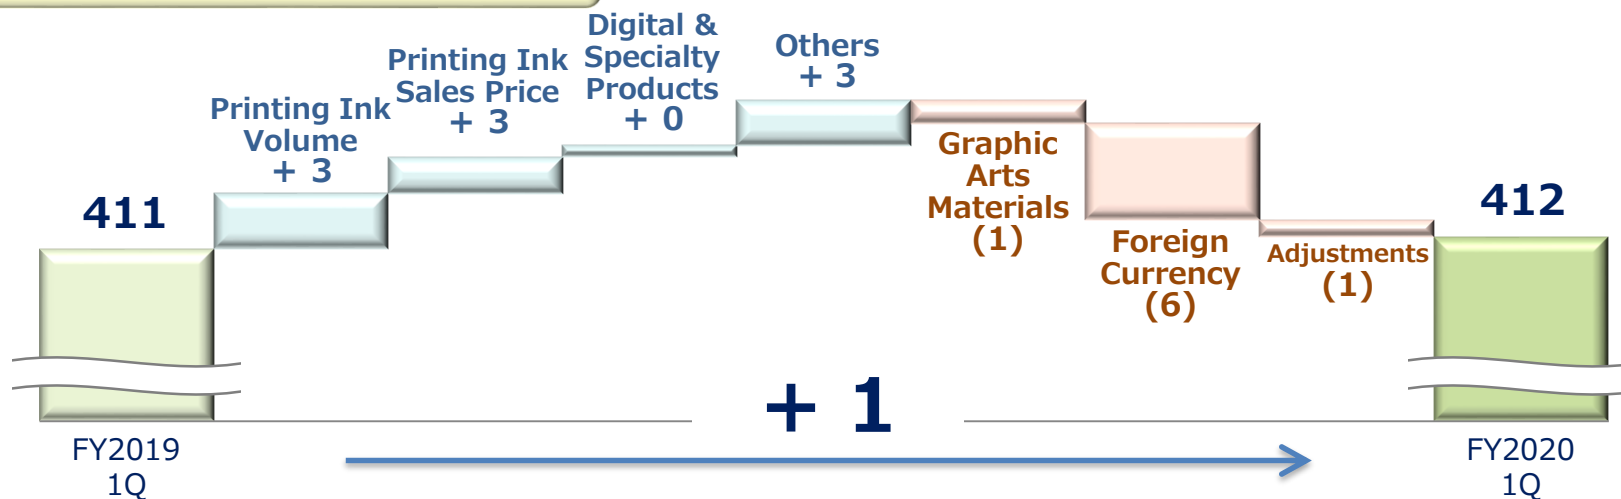 411
Printing Ink
Volume
+ 3
Printing Ink
Sales Price
+ 3
Digital &
Specialty
Products
+ 0
Others
+ 3
Graphic
Arts
Materials
(1)
Foreign
Currency
(6)
Adjustments
(1)
412
+ 1
FY2019
1Q
FY2020
1Q